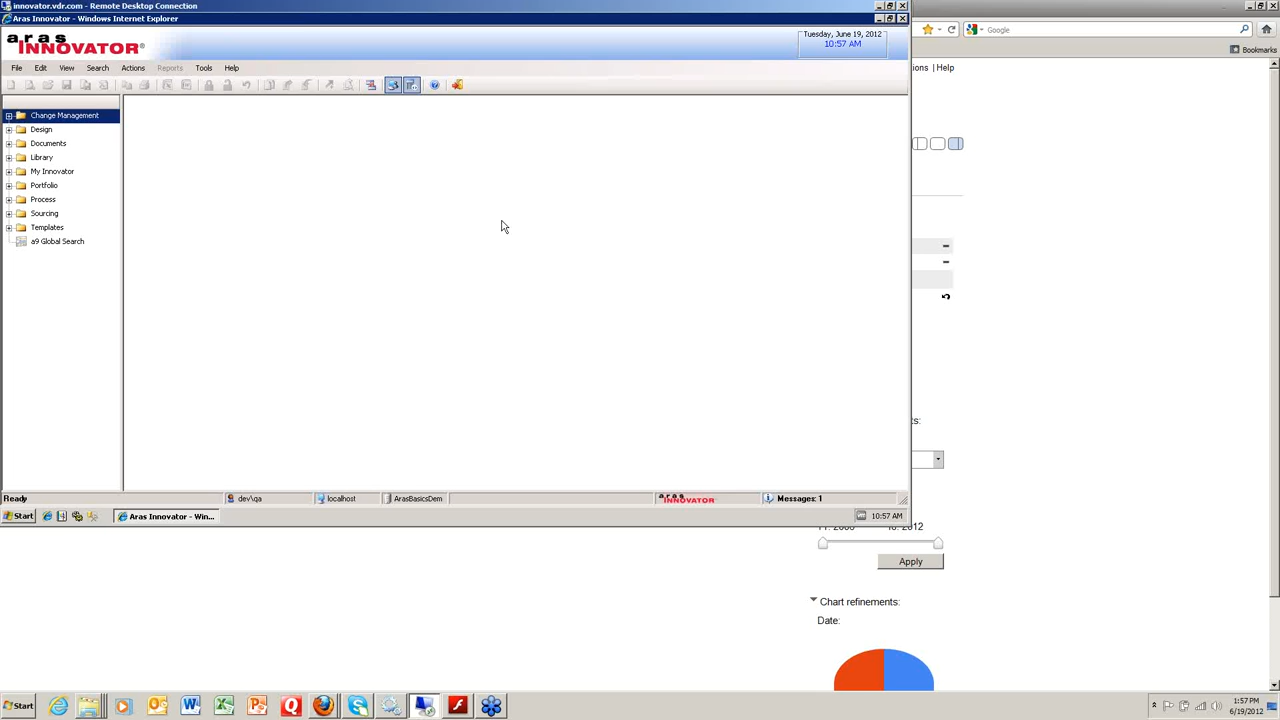 innovator.vdr.com - Remote Desktop Connection
Aras Innovator - Windows Internet Explorer
aras
INNOVATOR®
Tuesday, June 19, 2012
10:57 AM
File Edit View Search Actions Reports Tools Help
Change Management
Design
Documents
Library
My Innovator
Portfolio
Process
Sourcing
Templates
a9 Global Search
Ready
dev\qa
localhost
ArasBasicsDem
aras
INNOVATOR
Messages: 1
Start
Aras Innovator - Win...
10:57 AM
Google
Bookmarks
ions | Help
ts:
10. 2012
Apply
Chart refinements:
Date:
Start
1:57 PM
6/19/2012